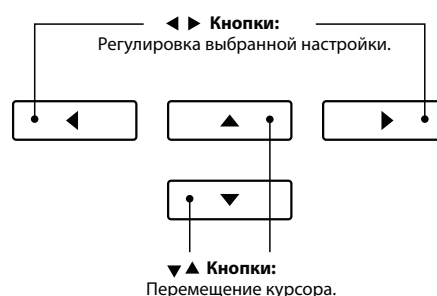 ◀ ▶ Кнопки:
Регулировка выбранной настройки.
▼▲ Кнопки:
Перемещение курсора.